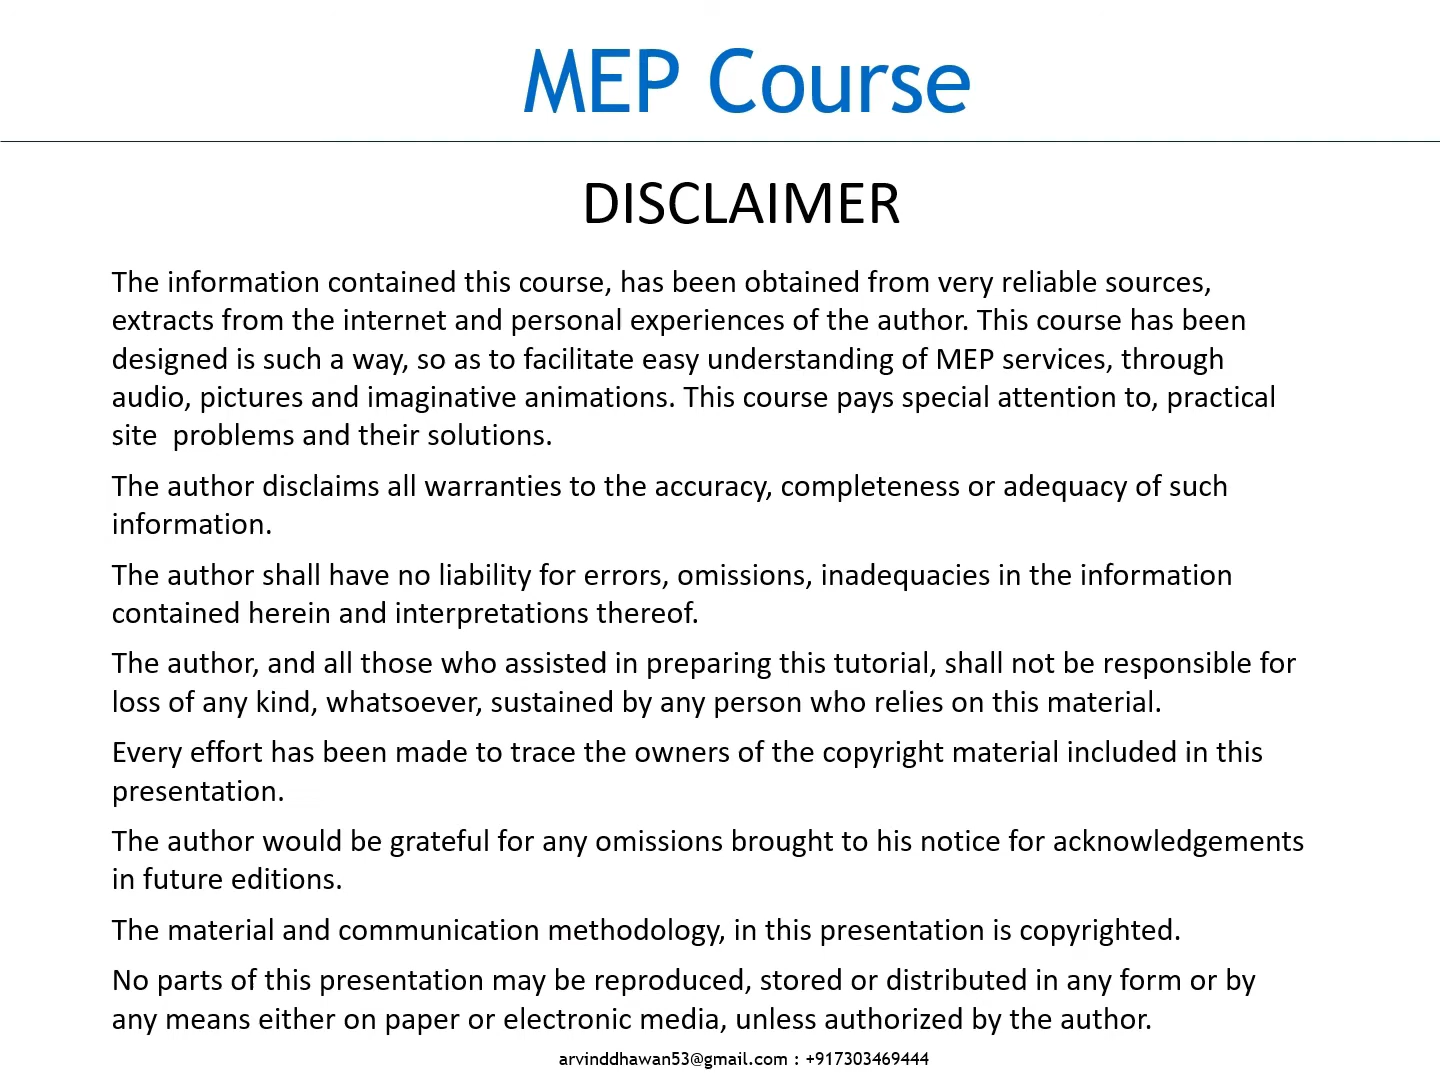 MEP Course
DISCLAIMER
The information contained this course, has been obtained from very reliable sources,
extracts from the internet and personal experiences of the author. This course has been
designed is such a way, so as to facilitate easy understanding of MEP services, through
audio, pictures and imaginative animations. This course pays special attention to, practical
site  problems and their solutions.
The author disclaims all warranties to the accuracy, completeness or adequacy of such
information.
The author shall have no liability for errors, omissions, inadequacies in the information
contained herein and interpretations thereof.
The author, and all those who assisted in preparing this tutorial, shall not be responsible for
loss of any kind, whatsoever, sustained by any person who relies on this material.
Every effort has been made to trace the owners of the copyright material included in this
presentation.
The author would be grateful for any omissions brought to his notice for acknowledgements
in future editions.
The material and communication methodology, in this presentation is copyrighted.
No parts of this presentation may be reproduced, stored or distributed in any form or by
any means either on paper or electronic media, unless authorized by the author.
arvinddhawan53@gmail.com : +917303469444